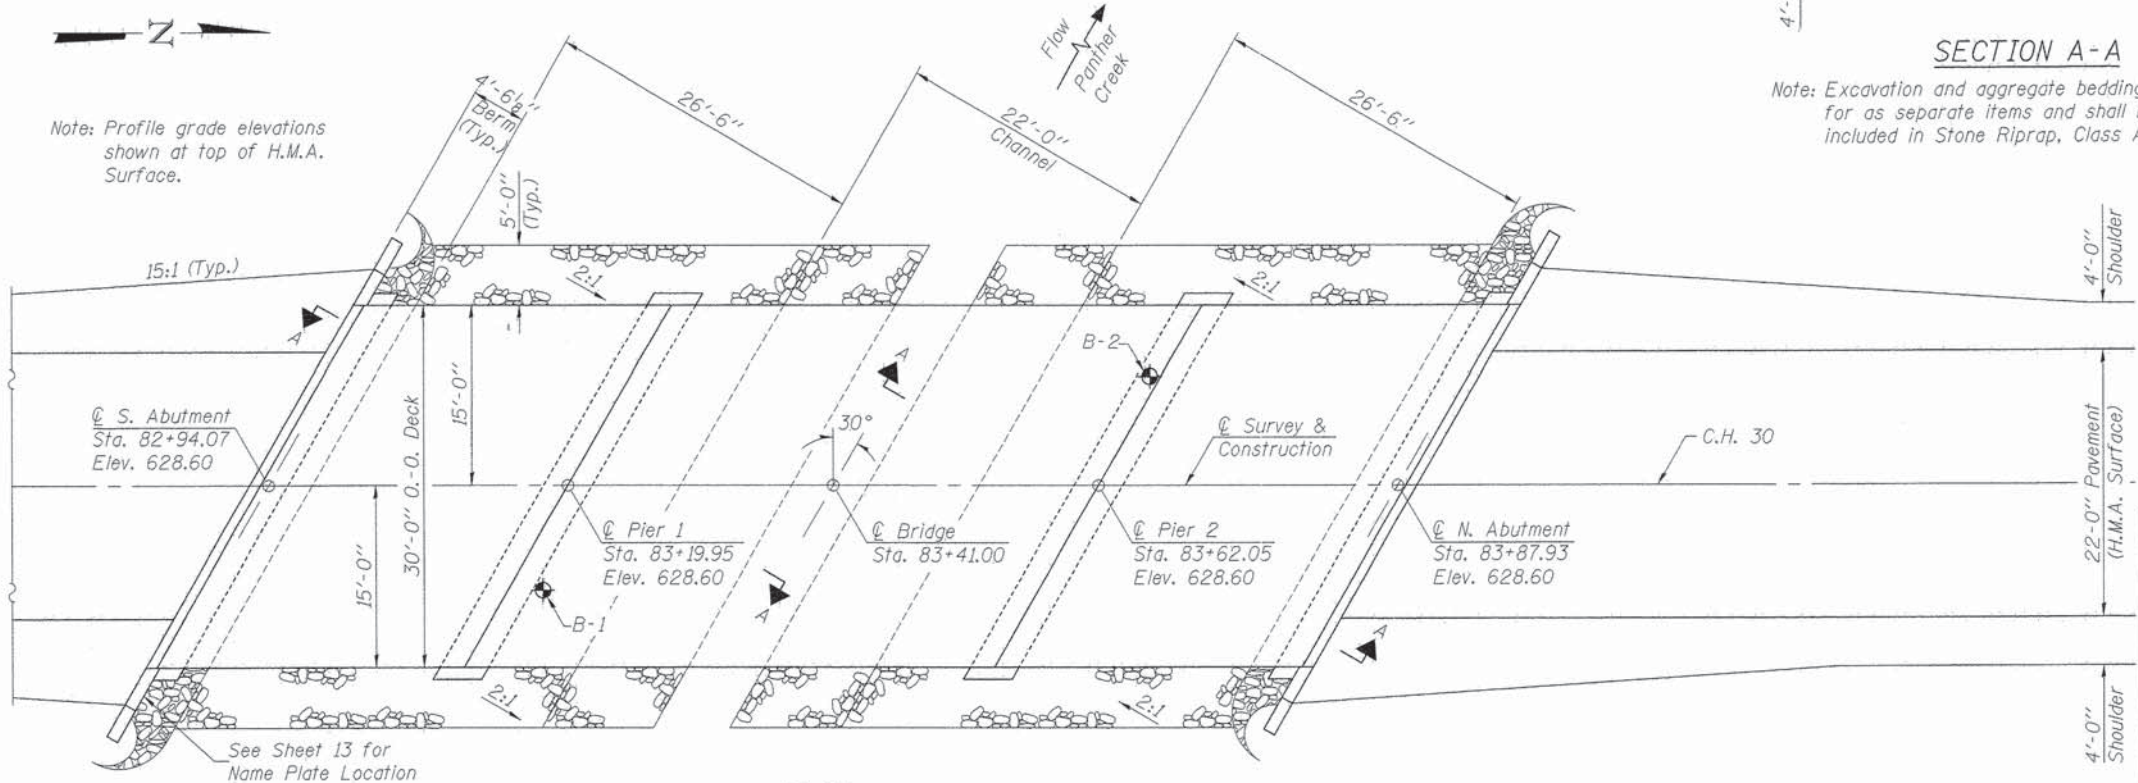 N
Note: Profile grade elevations
shown at top of H.M.A.
Surface.
4'-6⅛"
Berm
(Typ.)
26'-6"
22'-0"
Channel
26'-6"
Flow
Panther
Creek
SECTION A-A
Note: Excavation and aggregate bedding
for as separate items and shall
included in Stone Riprap, Class A
4'-
5'-0"
(Typ.)
15:1 (Typ.)
2:1
2:1
4'-0"
Shoulder
A
A
B-2
℄ S. Abutment
Sta. 82+94.07
Elev. 628.60
30'-0" O.-O. Deck
15'-0"
30°
℄ Survey &
Construction
C.H. 30
22'-0" Pavement
(H.M.A. Surface)
15'-0"
℄ Pier 1
Sta. 83+19.95
Elev. 628.60
℄ Bridge
Sta. 83+41.00
℄ Pier 2
Sta. 83+62.05
Elev. 628.60
℄ N. Abutment
Sta. 83+87.93
Elev. 628.60
B-1
A
A
2:1
2:1
4'-0"
Shoulder
See Sheet 13 for
Name Plate Location